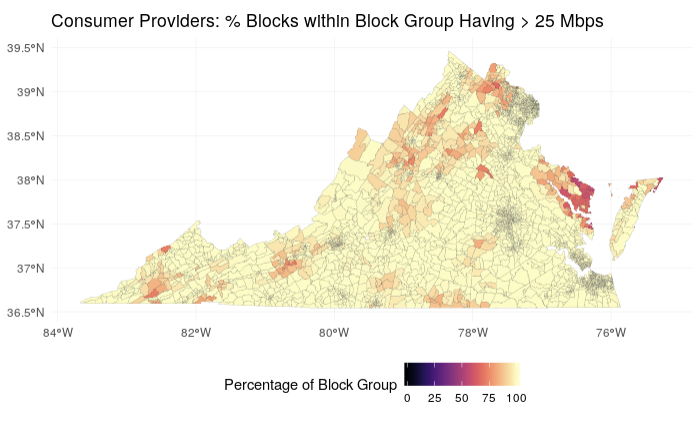 Consumer Providers: % Blocks within Block Group Having > 25 Mbps
39.5°N
39°N
38.5°N
38°N
37.5°N
37°N
36.5°N
84°W 82°W 80°W 78°W 76°W
Percentage of Block Group
0 25 50 75 100